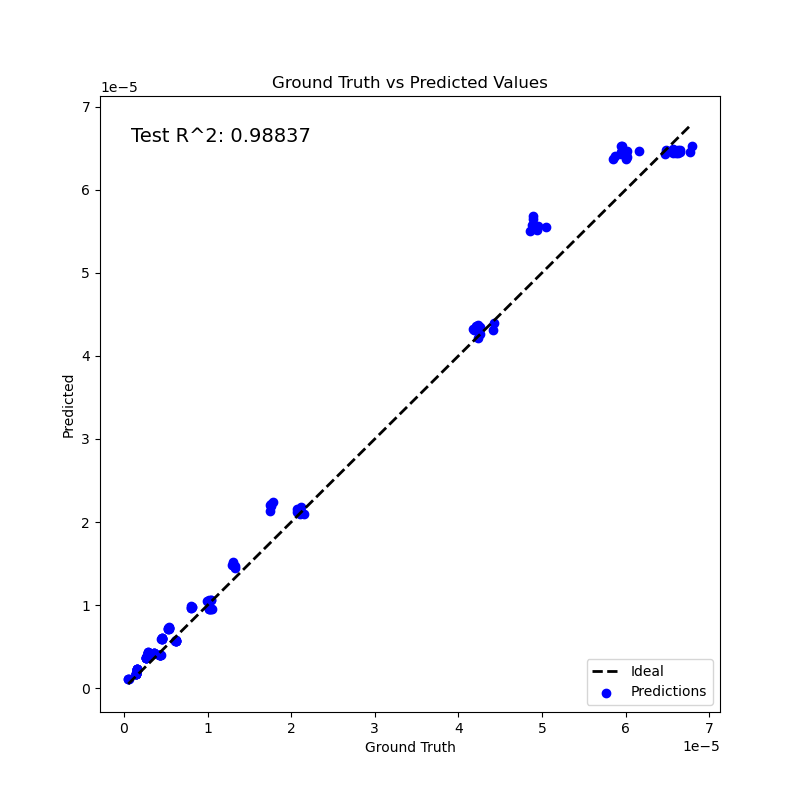 Ground Truth vs Predicted Values
1e−5
Test R^2: 0.98837
7
6
5
4
3
2
1
0
Predicted
0 1 2 3 4 5 6 7
1e−5
Ground Truth
Ideal
Predictions